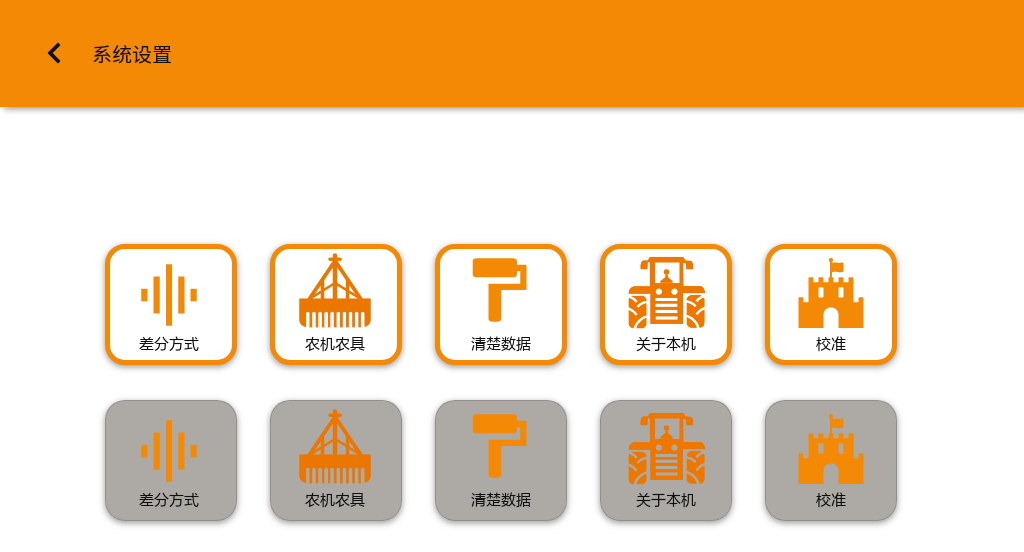 系统设置
差分方式
农机农具
清楚数据
关于本机
校准
差分方式
农机农具
清楚数据
关于本机
校准